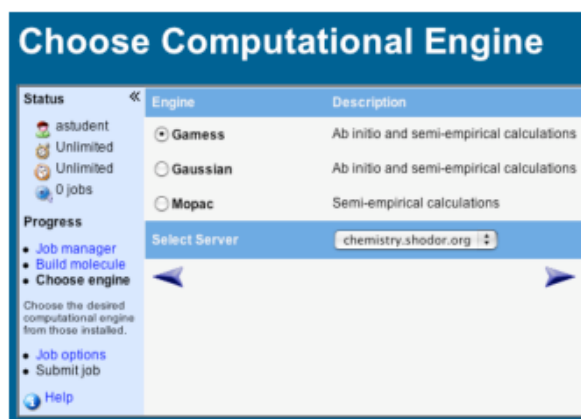 Choose Computational Engine
Status «
astudent
Unlimited
Unlimited
0 jobs
Progress
Job manager
Build molecule
Choose engine
Choose the desired
computational engine
from those installed.
Job options
Submit job
Help
Engine Description
Gamess Ab initio and semi-empirical calculations
Gaussian Ab initio and semi-empirical calculations
Mopac Semi-empirical calculations
Select Server chemistry.shodor.org